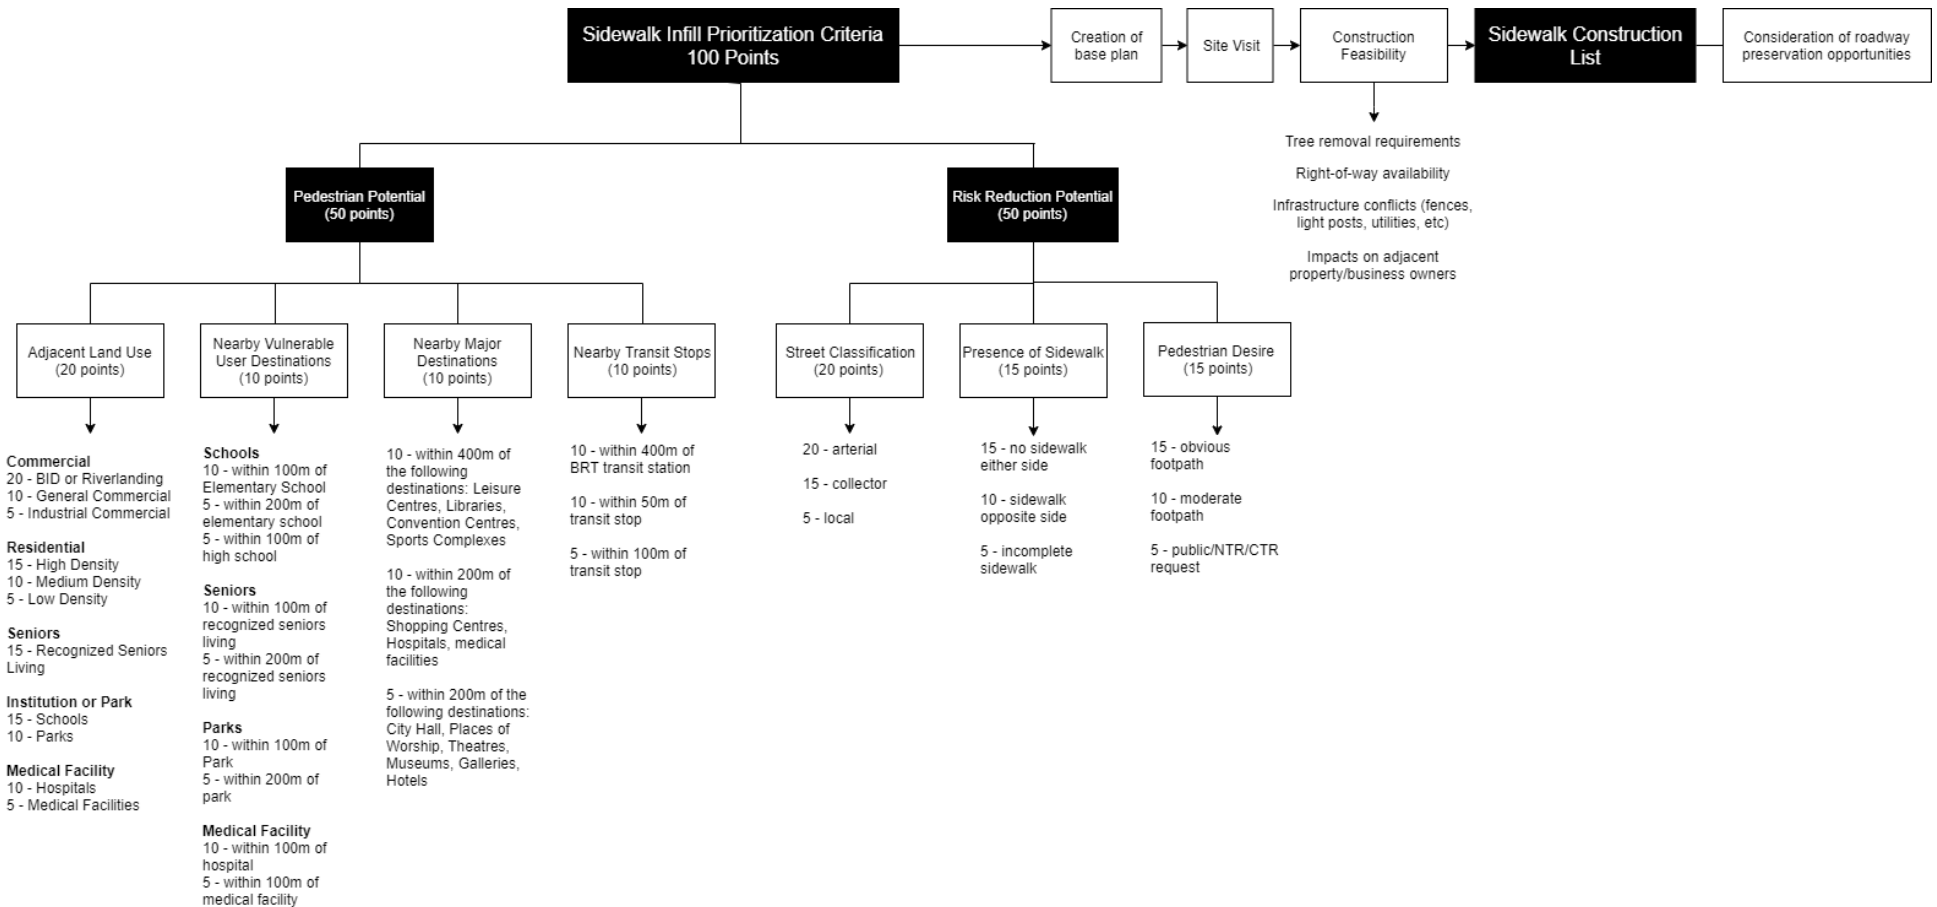 Sidewalk Infill Prioritization Criteria
100 Points
Creation of
base plan
Site Visit
Construction
Feasibility
Sidewalk Construction
List
Consideration of roadway
preservation opportunities
Tree removal requirements
Right-of-way availability
Infrastructure conflicts (fences,
light posts, utilities, etc)
Impacts on adjacent
property/business owners
Pedestrian Potential
(50 points)
Risk Reduction Potential
(50 points)
Adjacent Land Use
(20 points)
Nearby Vulnerable
User Destinations
(10 points)
Nearby Major
Destinations
(10 points)
Nearby Transit Stops
(10 points)
Street Classification
(20 points)
Presence of Sidewalk
(15 points)
Pedestrian Desire
(15 points)
Commercial
20 - BID or Riverlanding
10 - General Commercial
5 - Industrial Commercial
Residential
15 - High Density
10 - Medium Density
5 - Low Density
Seniors
15 - Recognized Seniors
Living
Institution or Park
15 - Schools
10 - Parks
Medical Facility
10 - Hospitals
5 - Medical Facilities
Schools
10 - within 100m of
Elementary School
5 - within 200m of
elementary school
5 - within 100m of
high school
Seniors
10 - within 100m of
recognized seniors
living
5 - within 200m of
recognized seniors
living
Parks
10 - within 100m of
Park
5 - within 200m of
park
Medical Facility
10 - within 100m of
hospital
5 - within 100m of
medical facility
10 - within 400m of
the following
destinations: Leisure
Centres, Libraries,
Convention Centres,
Sports Complexes
10 - within 200m of
the following
destinations:
Shopping Centres,
Hospitals, medical
facilities
5 - within 200m of the
following destinations:
City Hall, Places of
Worship, Theatres,
Museums, Galleries,
Hotels
10 - within 400m of
BRT transit station
10 - within 50m of
transit stop
5 - within 100m of
transit stop
20 - arterial
15 - collector
5 - local
15 - no sidewalk
either side
10 - sidewalk
opposite side
5 - incomplete
sidewalk
15 - obvious
footpath
10 - moderate
footpath
5 - public/NTR/CTR
request